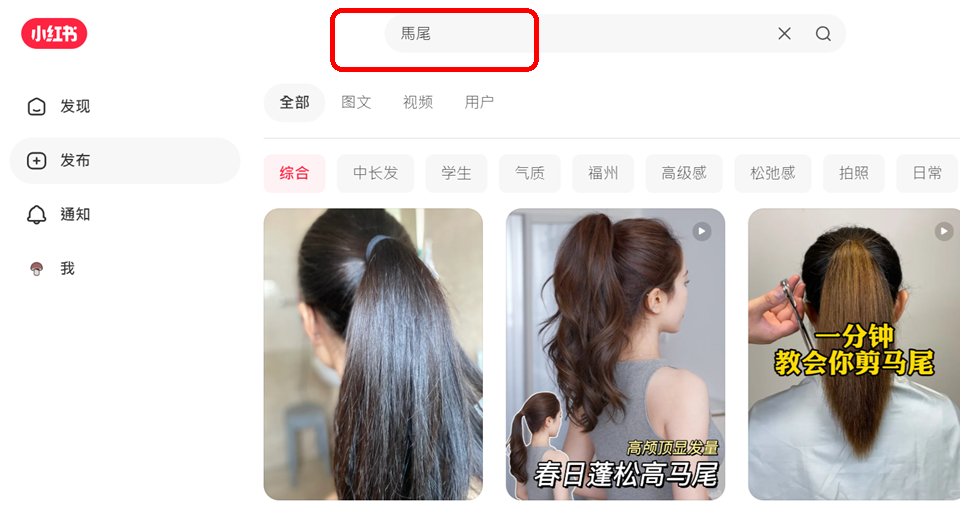 小红书
馬尾
发现
发布
通知
我
全部 图文 视频 用户
综合 中长发 学生 气质 福州 高级感 松弛感 拍照 日常
高颅顶显发量
春日蓬松高马尾
一分钟
教会你剪马尾